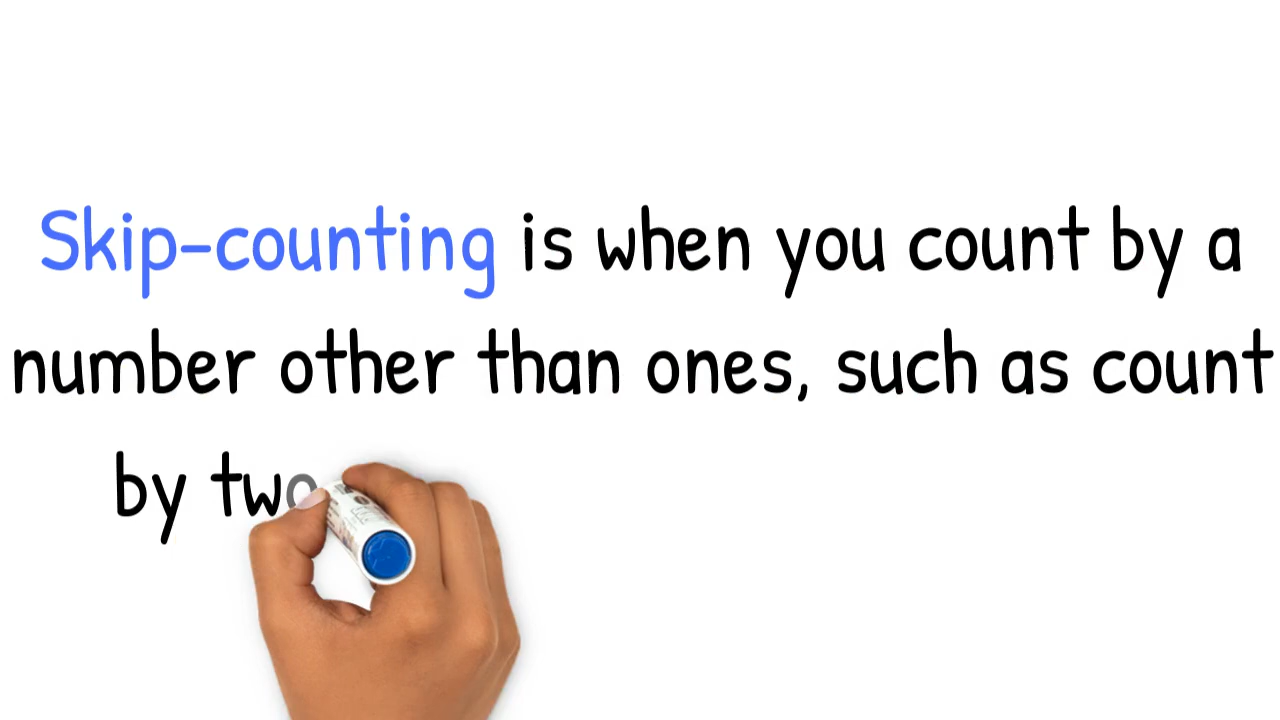 Skip-counting is when you count by a
number other than ones, such as count
by two